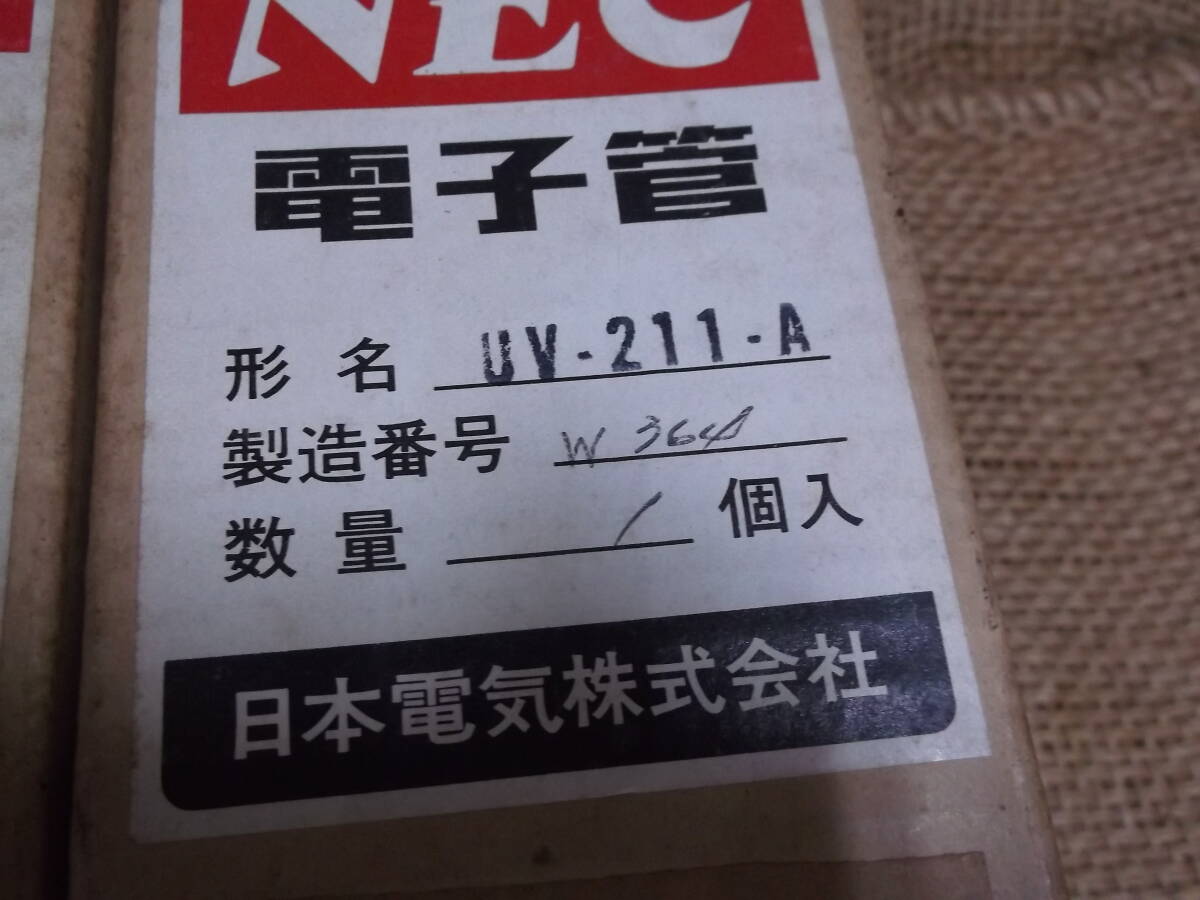 NEC
電子管
形名 UV-211-A
製造番号 W 364
数量 1 個入
日本電気株式会社